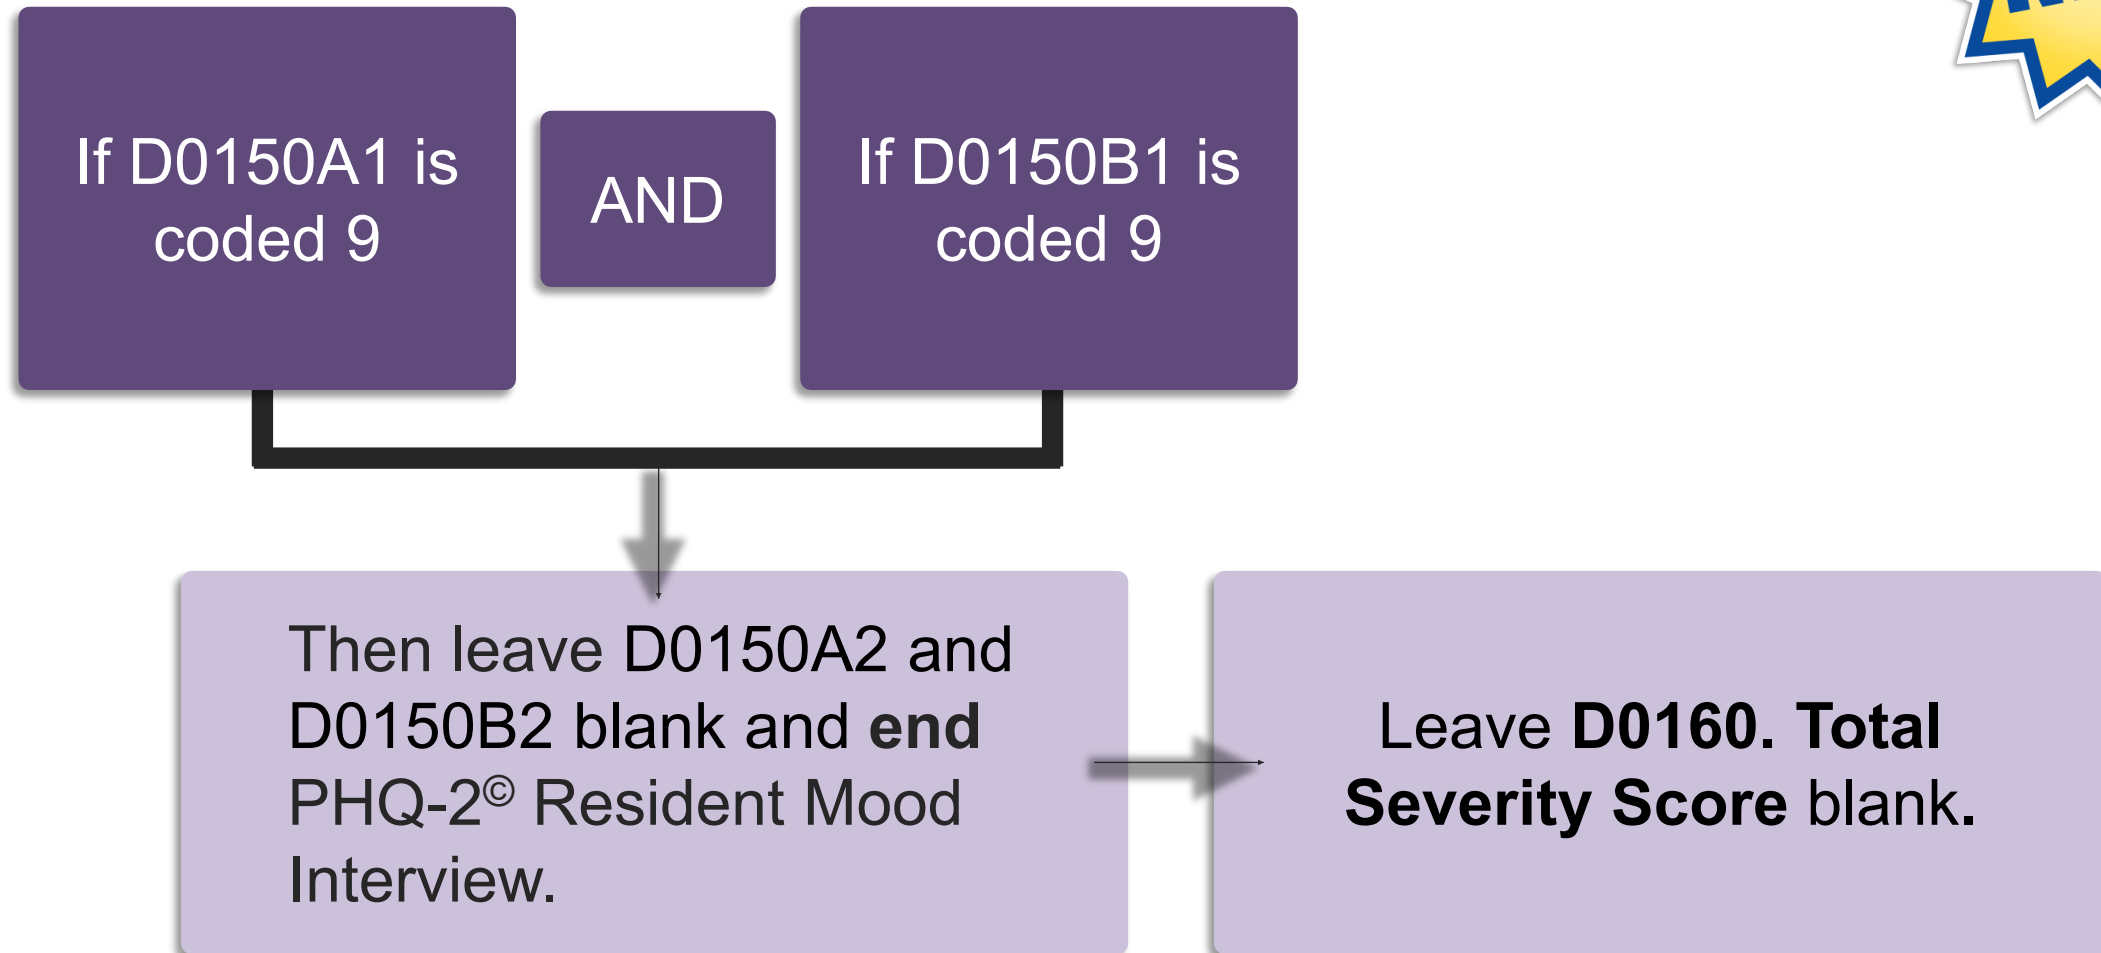 If D0150A1 is
coded 9
AND
If D0150B1 is
coded 9
Then leave D0150A2 and
D0150B2 blank and end
PHQ-2© Resident Mood
Interview.
Leave D0160. Total
Severity Score blank.